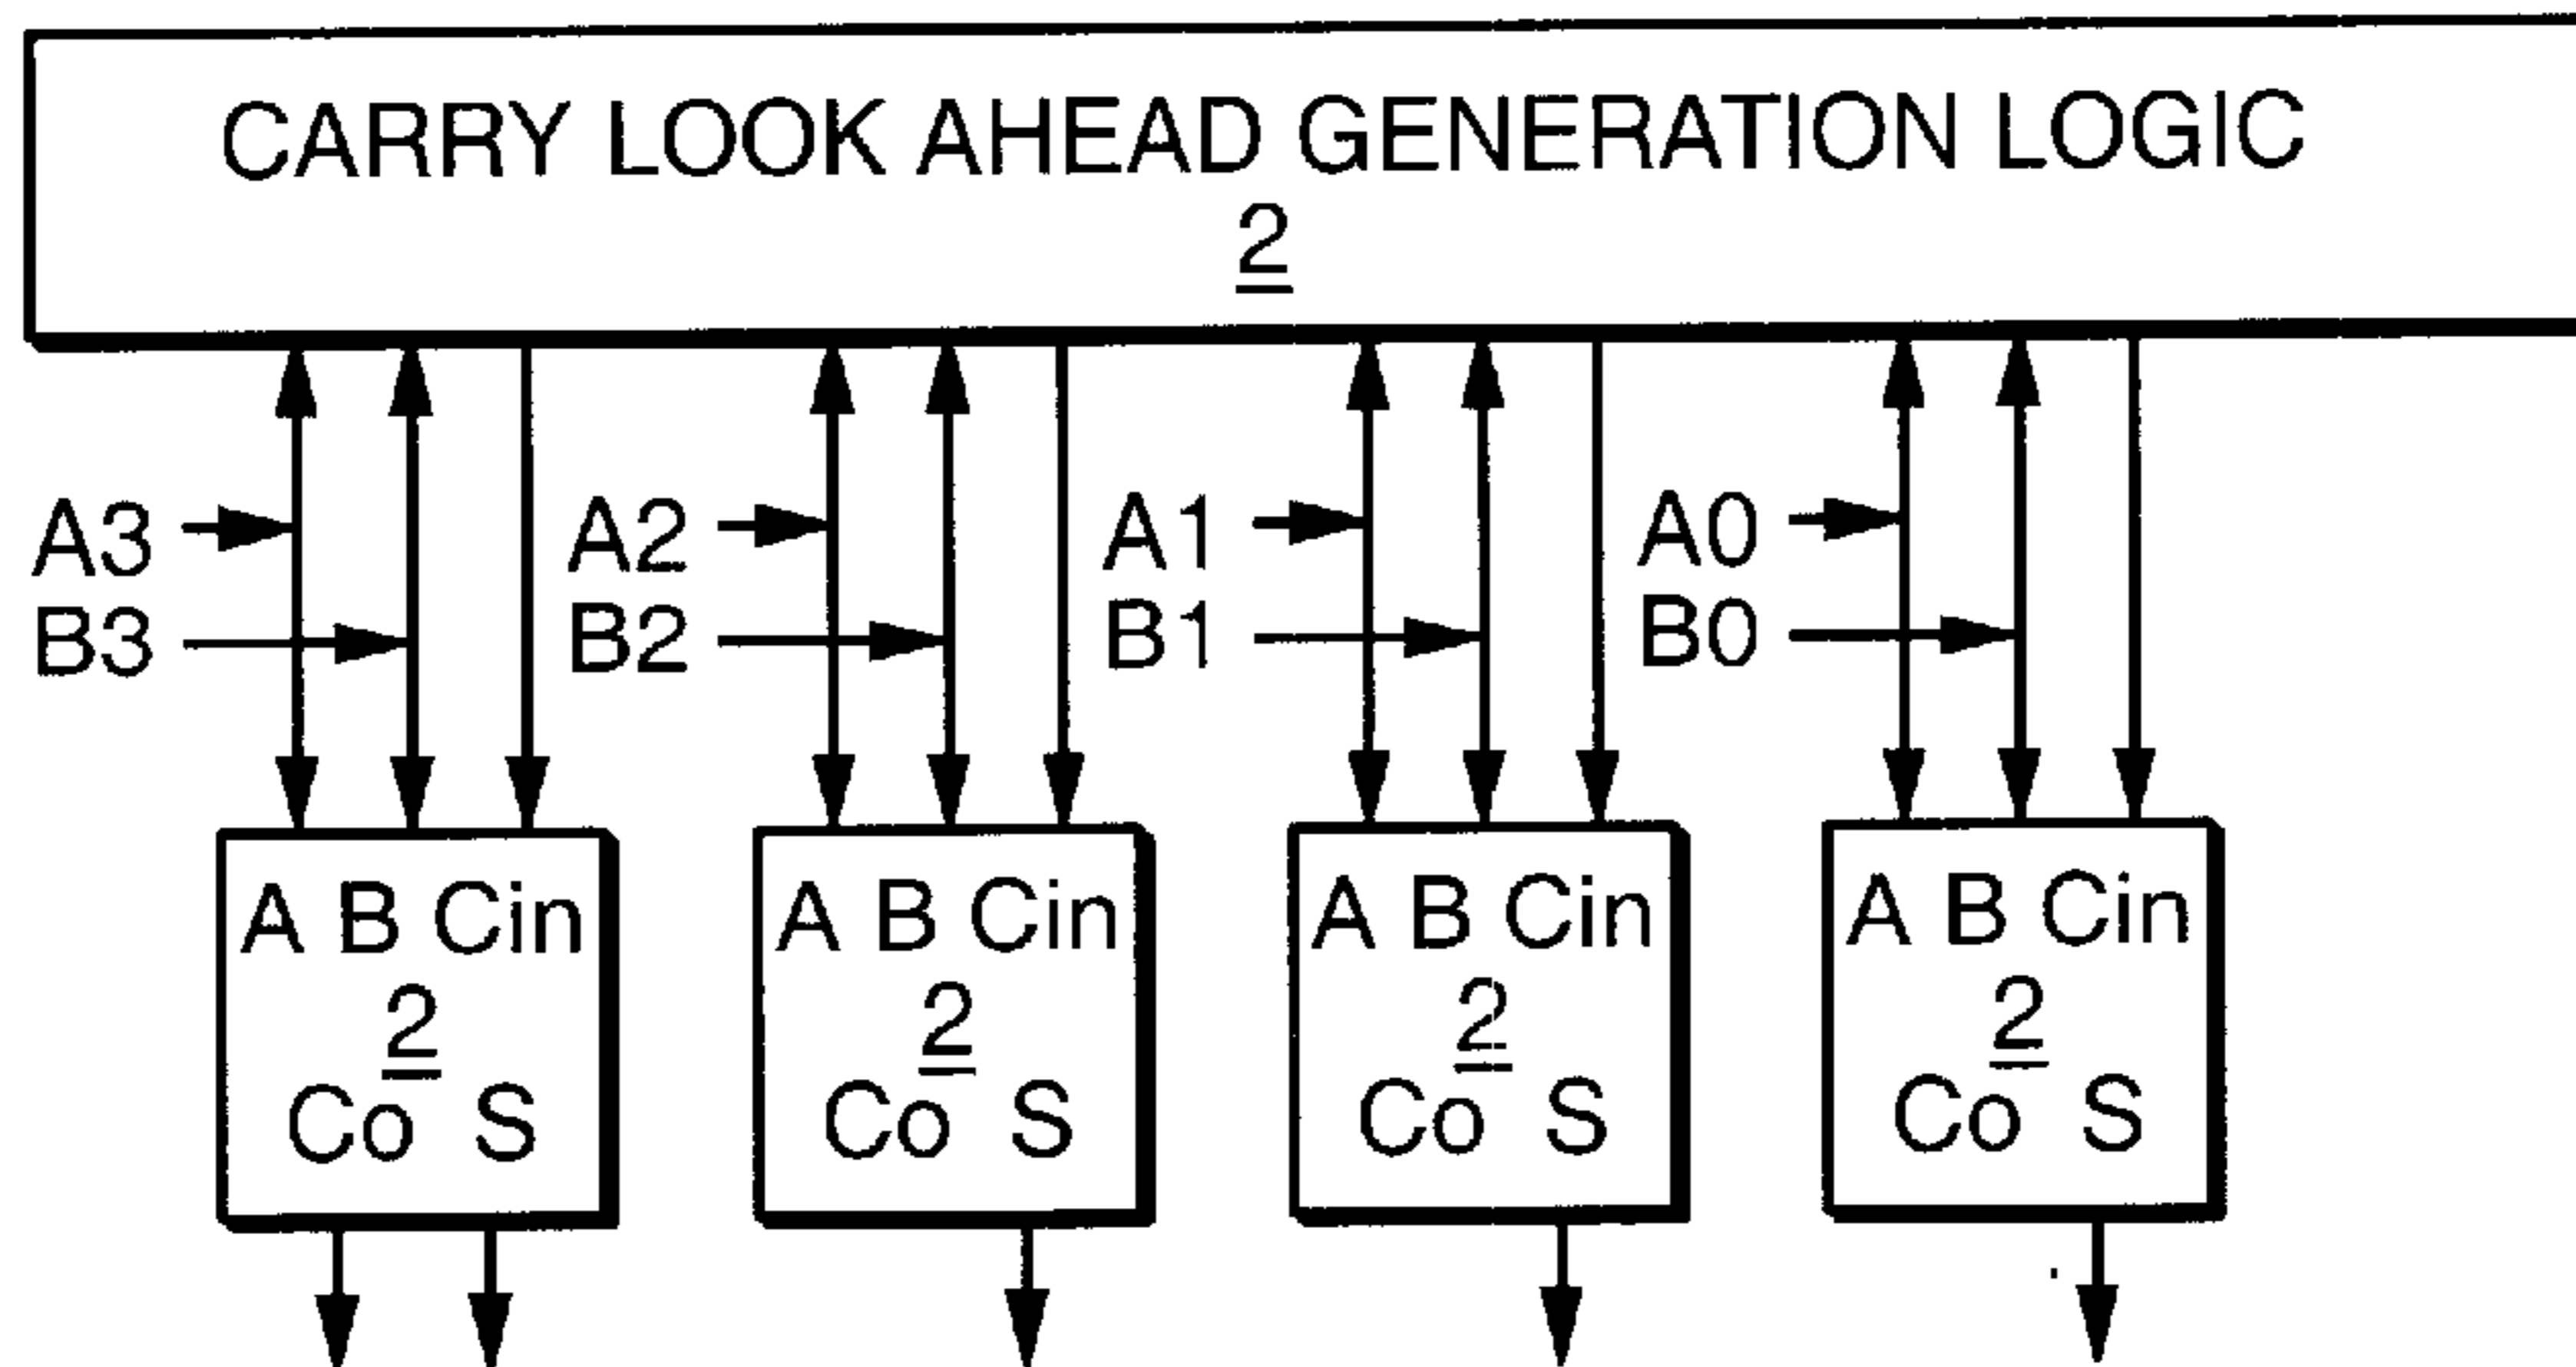 CARRY LOOK AHEAD GENERATION LOGIC
2
A3 A2 A1 A0
B3 B2 B1 B0
A B Cin A B Cin A B Cin A B Cin
2 2 2 2
Co S Co S Co S Co S